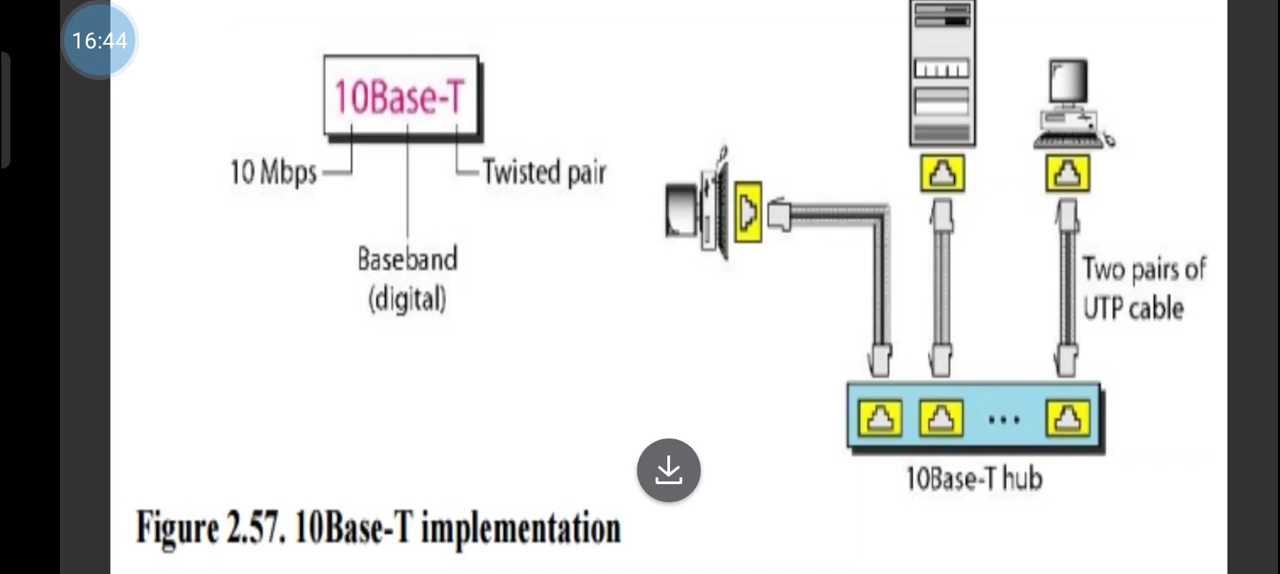 16:44
10Base-T
10 Mbps
Twisted pair
Baseband
(digital)
Two pairs of
UTP cable
10Base-T hub
Figure 2.57. 10Base-T implementation